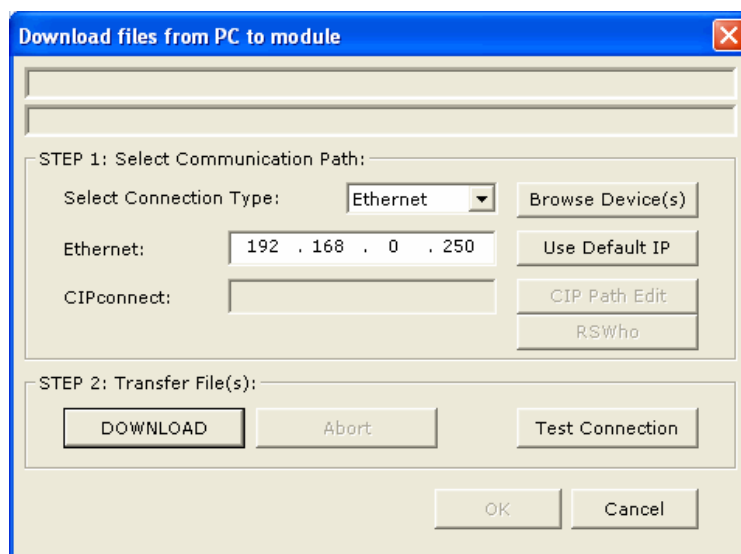 Download files from PC to module
STEP 1: Select Communication Path:
Select Connection Type: Ethernet Browse Device(s)
Ethernet: 192 . 168 . 0 . 250 Use Default IP
CIPconnect: CIP Path Edit
RSWho
STEP 2: Transfer File(s):
DOWNLOAD Abort Test Connection
OK Cancel